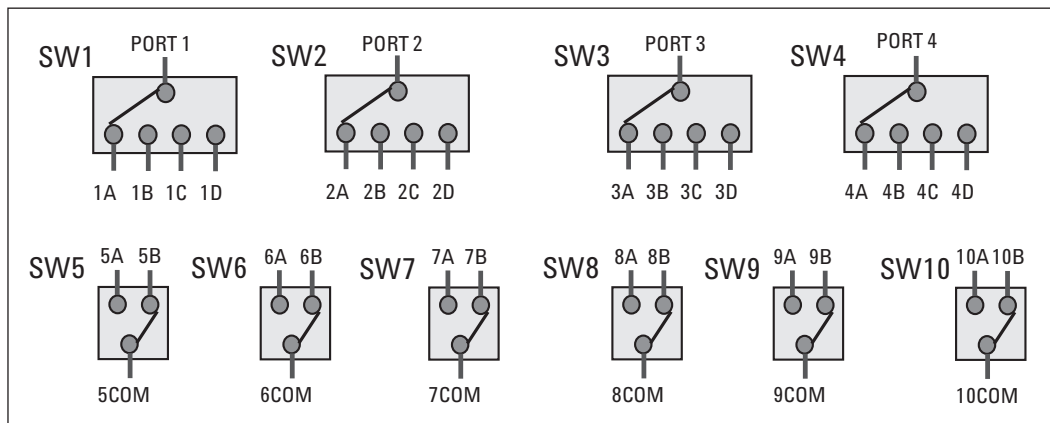 SW1 PORT 1 SW2 PORT 2 SW3 PORT 3 SW4 PORT 4
1A 1B 1C 1D 2A 2B 2C 2D 3A 3B 3C 3D 4A 4B 4C 4D
SW5 5A 5B SW6 6A 6B SW7 7A 7B SW8 8A 8B SW9 9A 9B SW10 10A 10B
5COM 6COM 7COM 8COM 9COM 10COM